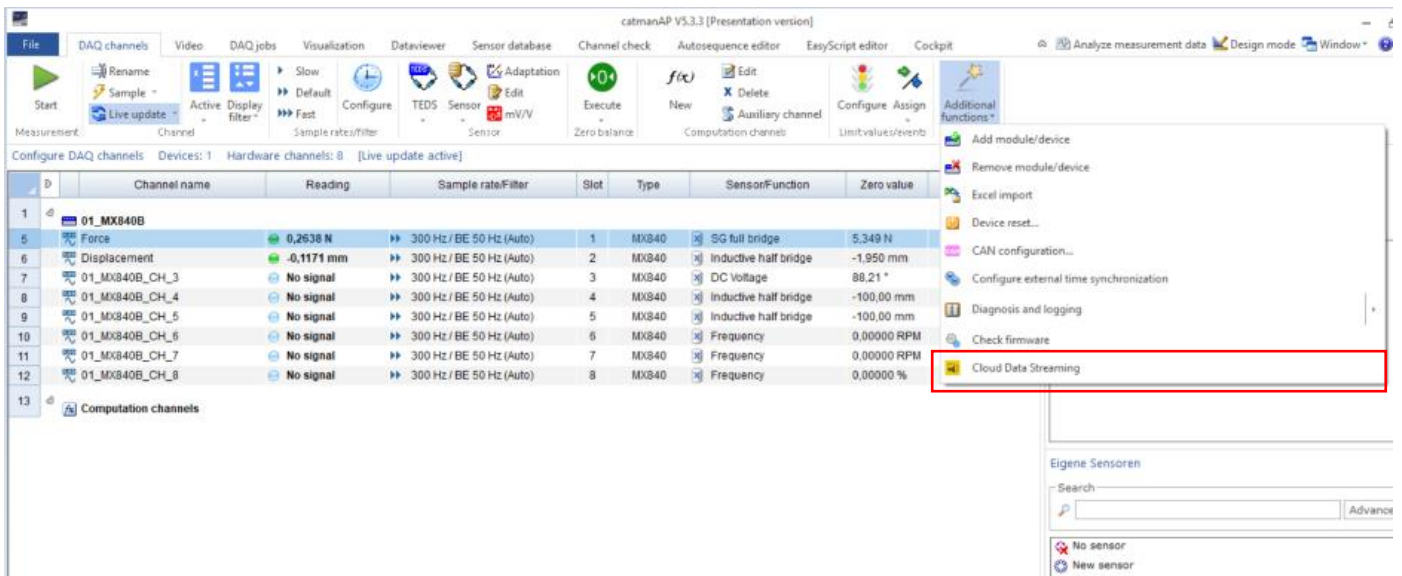 catmanAP V5.3.3 [Presentation version]
File DAQ channels Video DAQ jobs Visualization Dataviewer Sensor database Channel check Autosequence editor EasyScript editor Cockpit Analyze measurement data Design mode Window
Start
Rename
Sample
Live update
Active
Display filter
Slow
Default
Fast
Configure
TEDS
Sensor
Adaptation
Edit
mV/V
Execute
f(x)
New
Edit
Delete
Auxiliary channel
Configure
Assign
Additional functions
Measurement Channel Sample rates/filter Sensor Zero balance Computation channels Limit values/events
Configure DAQ channels Devices: 1 Hardware channels: 8 [Live update active]
D Channel name Reading Sample rate/Filter Slot Type Sensor/Function Zero value
1 01_MX840B
5 Force 0,2638 N 300 Hz / BE 50 Hz (Auto) 1 MX840 SG full bridge 5,349 N
6 Displacement -0,1171 mm 300 Hz / BE 50 Hz (Auto) 2 MX840 Inductive half bridge -1,950 mm
7 01_MX840B_CH_3 No signal 300 Hz / BE 50 Hz (Auto) 3 MX840 DC Voltage 88,21 °
8 01_MX840B_CH_4 No signal 300 Hz / BE 50 Hz (Auto) 4 MX840 Inductive half bridge -100,00 mm
9 01_MX840B_CH_5 No signal 300 Hz / BE 50 Hz (Auto) 5 MX840 Inductive half bridge -100,00 mm
10 01_MX840B_CH_6 No signal 300 Hz / BE 50 Hz (Auto) 6 MX840 Frequency 0,00000 RPM
11 01_MX840B_CH_7 No signal 300 Hz / BE 50 Hz (Auto) 7 MX840 Frequency 0,00000 RPM
12 01_MX840B_CH_8 No signal 300 Hz / BE 50 Hz (Auto) 8 MX840 Frequency 0,00000 %
13 Computation channels
Add module/device
Remove module/device
Excel import
Device reset...
CAN configuration...
Configure external time synchronization
Diagnosis and logging
Check firmware
Cloud Data Streaming
Eigene Sensoren
Search
Advance
No sensor
New sensor